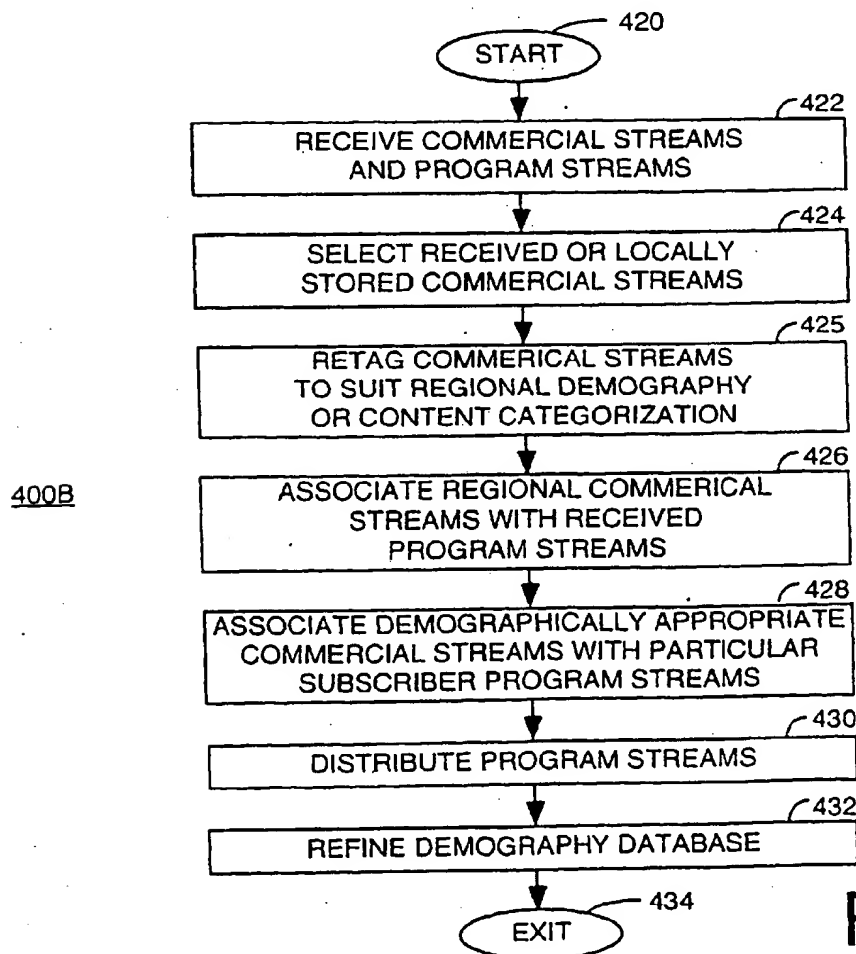 420
START
422
RECEIVE COMMERCIAL STREAMS
AND PROGRAM STREAMS
424
SELECT RECEIVED OR LOCALLY
STORED COMMERCIAL STREAMS
425
RETAG COMMERICAL STREAMS
TO SUIT REGIONAL DEMOGRAPHY
OR CONTENT CATEGORIZATION
426
400B
ASSOCIATE REGIONAL COMMERICAL
STREAMS WITH RECEIVED
PROGRAM STREAMS
428
ASSOCIATE DEMOGRAPHICALLY APPROPRIATE
COMMERCIAL STREAMS WITH PARTICULAR
SUBSCRIBER PROGRAM STREAMS
430
DISTRIBUTE PROGRAM STREAMS
432
REFINE DEMOGRAPHY DATABASE
434
EXIT